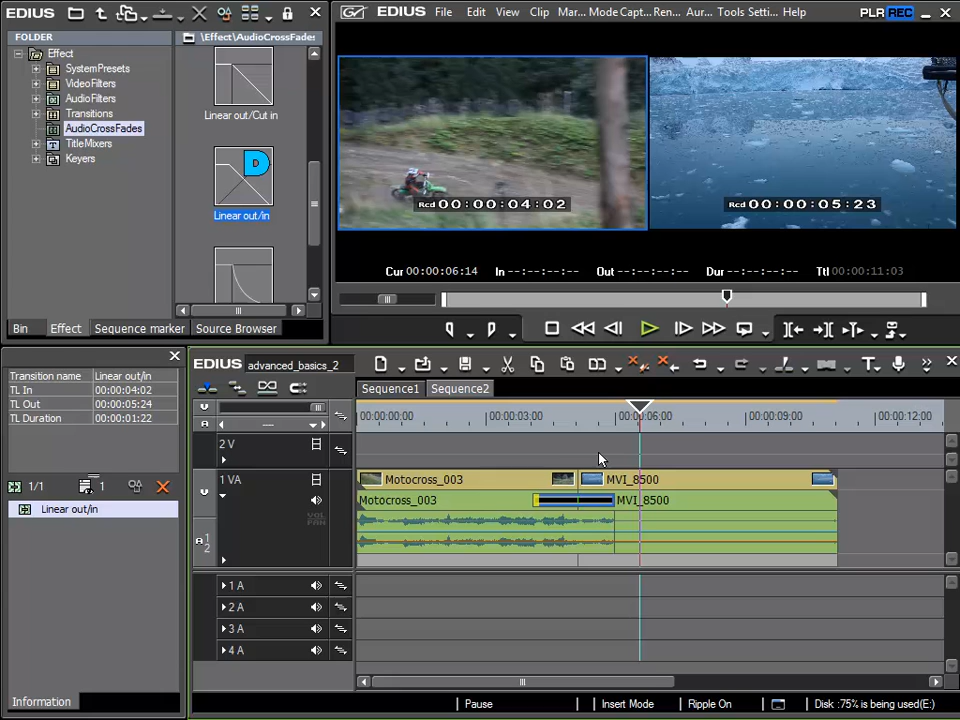 EDIUS
FOLDER
\Effect\AudioCrossFades
Effect
SystemPresets
VideoFilters
AudioFilters
Transitions
AudioCrossFades
TitleMixers
Keyers
Linear out/Cut in
D
Linear out/in
Bin
Effect
Sequence marker
Source Browser
EDIUS
File
Edit
View
Clip
Mar...
Mode
Capt...
Ren...
Aur...
Tools
Setti...
Help
PLR REC
Rcd 00:00:04:02
Rcd 00:00:05:23
Cur 00:00:06:14
In --:--:--:--
Out --:--:--:--
Dur --:--:--:--
Ttl 00:00:11:03
Transition name Linear out/in
TL In 00:00:04:02
TL Out 00:00:05:24
TL Duration 00:00:01:22
1/1
1
Linear out/in
Information
EDIUS
advanced_basics_2
Sequence1
Sequence2
00:00:00:00
00:00:03:00
00:00:06:00
00:00:09:00
00:00:12:00
2 V
1 VA
Motocross_003
MVI_8500
Motocross_003
MVI_8500
VOL
PAN
A 1
2
1 A
2 A
3 A
4 A
Pause
Insert Mode
Ripple On
Disk :75% is being used(E:)